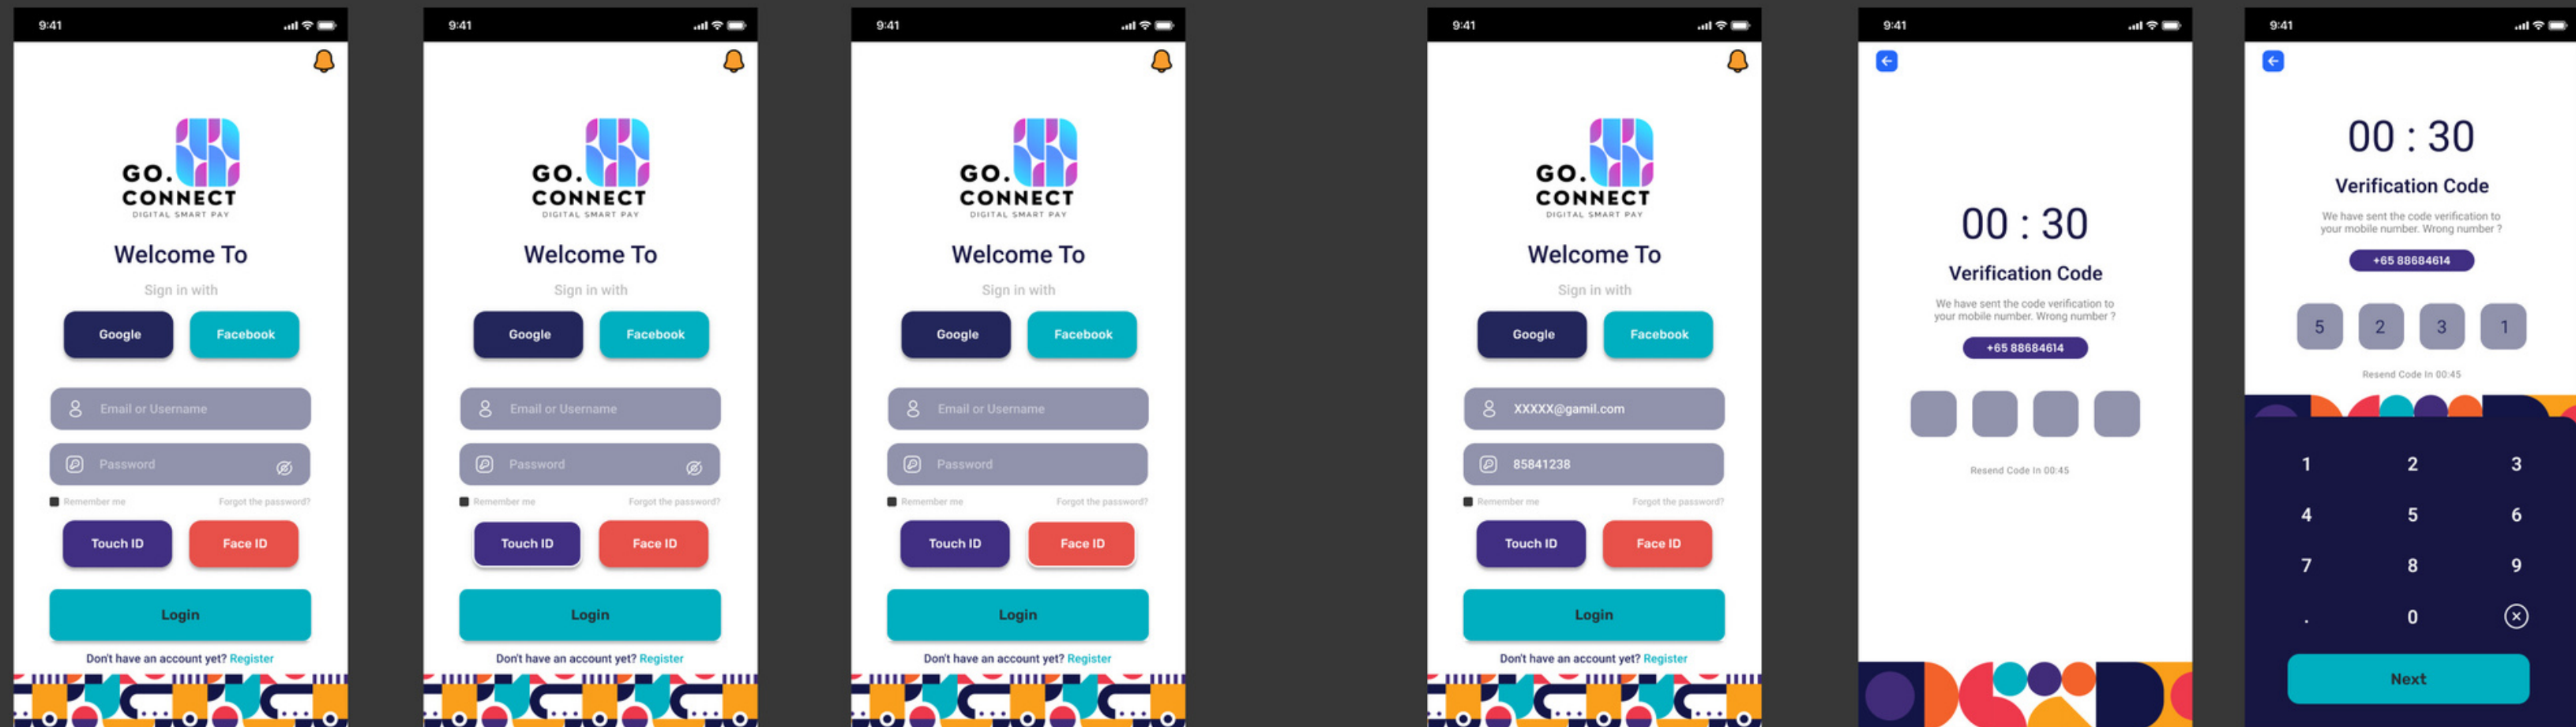 9:41
GO.
CONNECT
DIGITAL SMART PAY
Welcome To
Sign in with
Google Facebook
Email or Username
Password
Remember me Forgot the password?
Touch ID Face ID
Login
Don't have an account yet? Register
9:41
GO.
CONNECT
DIGITAL SMART PAY
Welcome To
Sign in with
Google Facebook
Email or Username
Password
Remember me Forgot the password?
Touch ID Face ID
Login
Don't have an account yet? Register
9:41
GO.
CONNECT
DIGITAL SMART PAY
Welcome To
Sign in with
Google Facebook
Email or Username
Password
Remember me Forgot the password?
Touch ID Face ID
Login
Don't have an account yet? Register
9:41
GO.
CONNECT
DIGITAL SMART PAY
Welcome To
Sign in with
Google Facebook
XXXXX@gamil.com
85841238
Remember me Forgot the password?
Touch ID Face ID
Login
Don't have an account yet? Register
9:41
00 : 30
Verification Code
We have sent the code verification to
your mobile number. Wrong number ?
+65 88684614
Resend Code In 00:45
9:41
00 : 30
Verification Code
We have sent the code verification to
your mobile number. Wrong number ?
+65 88684614
5 2 3 1
Resend Code In 00:45
1 2 3
4 5 6
7 8 9
. 0
Next